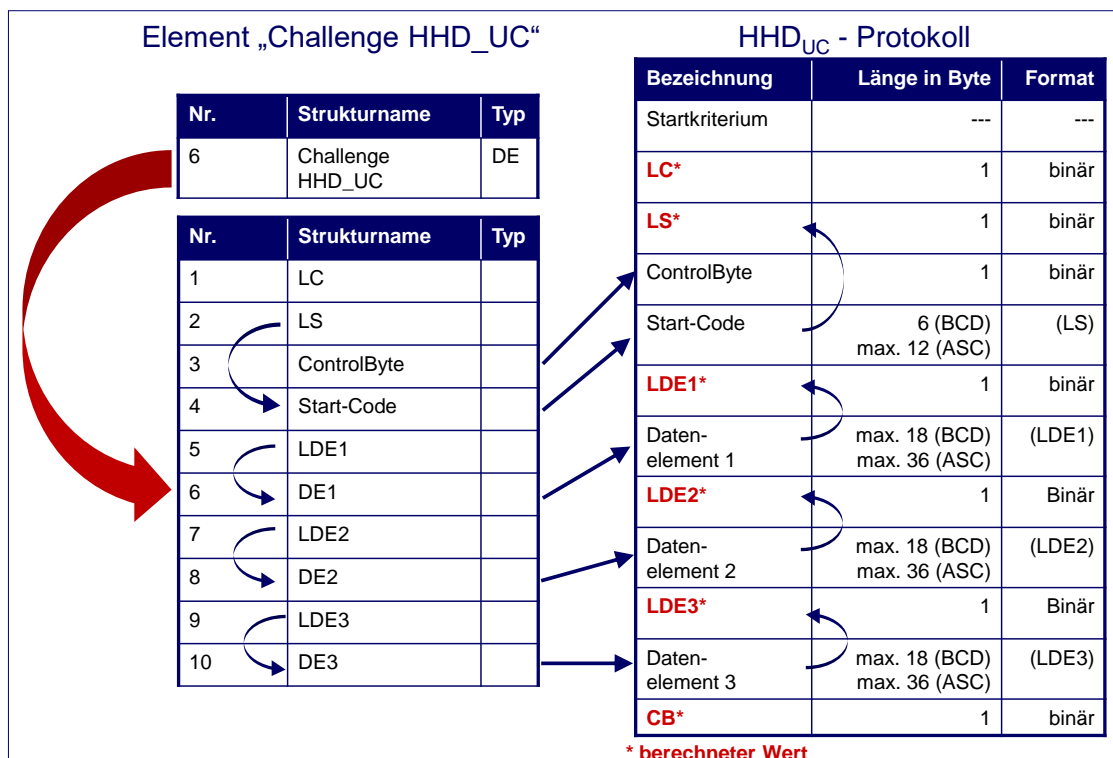 Element „Challenge HHD_UC“
HHDUC - Protokoll
Nr. Strukturname Typ
6 Challenge DE
HHD_UC
Nr. Strukturname Typ
1 LC
2 LS
3 ControlByte
4 Start-Code
5 LDE1
6 DE1
7 LDE2
8 DE2
9 LDE3
10 DE3
Bezeichnung Länge in Byte Format
Startkriterium --- ---
LC* 1 binär
LS* 1 binär
ControlByte 1 binär
Start-Code 6 (BCD) (LS)
max. 12 (ASC)
LDE1* 1 binär
Daten- max. 18 (BCD) (LDE1)
element 1 max. 36 (ASC)
LDE2* 1 Binär
Daten- max. 18 (BCD) (LDE2)
element 2 max. 36 (ASC)
LDE3* 1 Binär
Daten- max. 18 (BCD) (LDE3)
element 3 max. 36 (ASC)
CB* 1 binär
* berechneter Wert